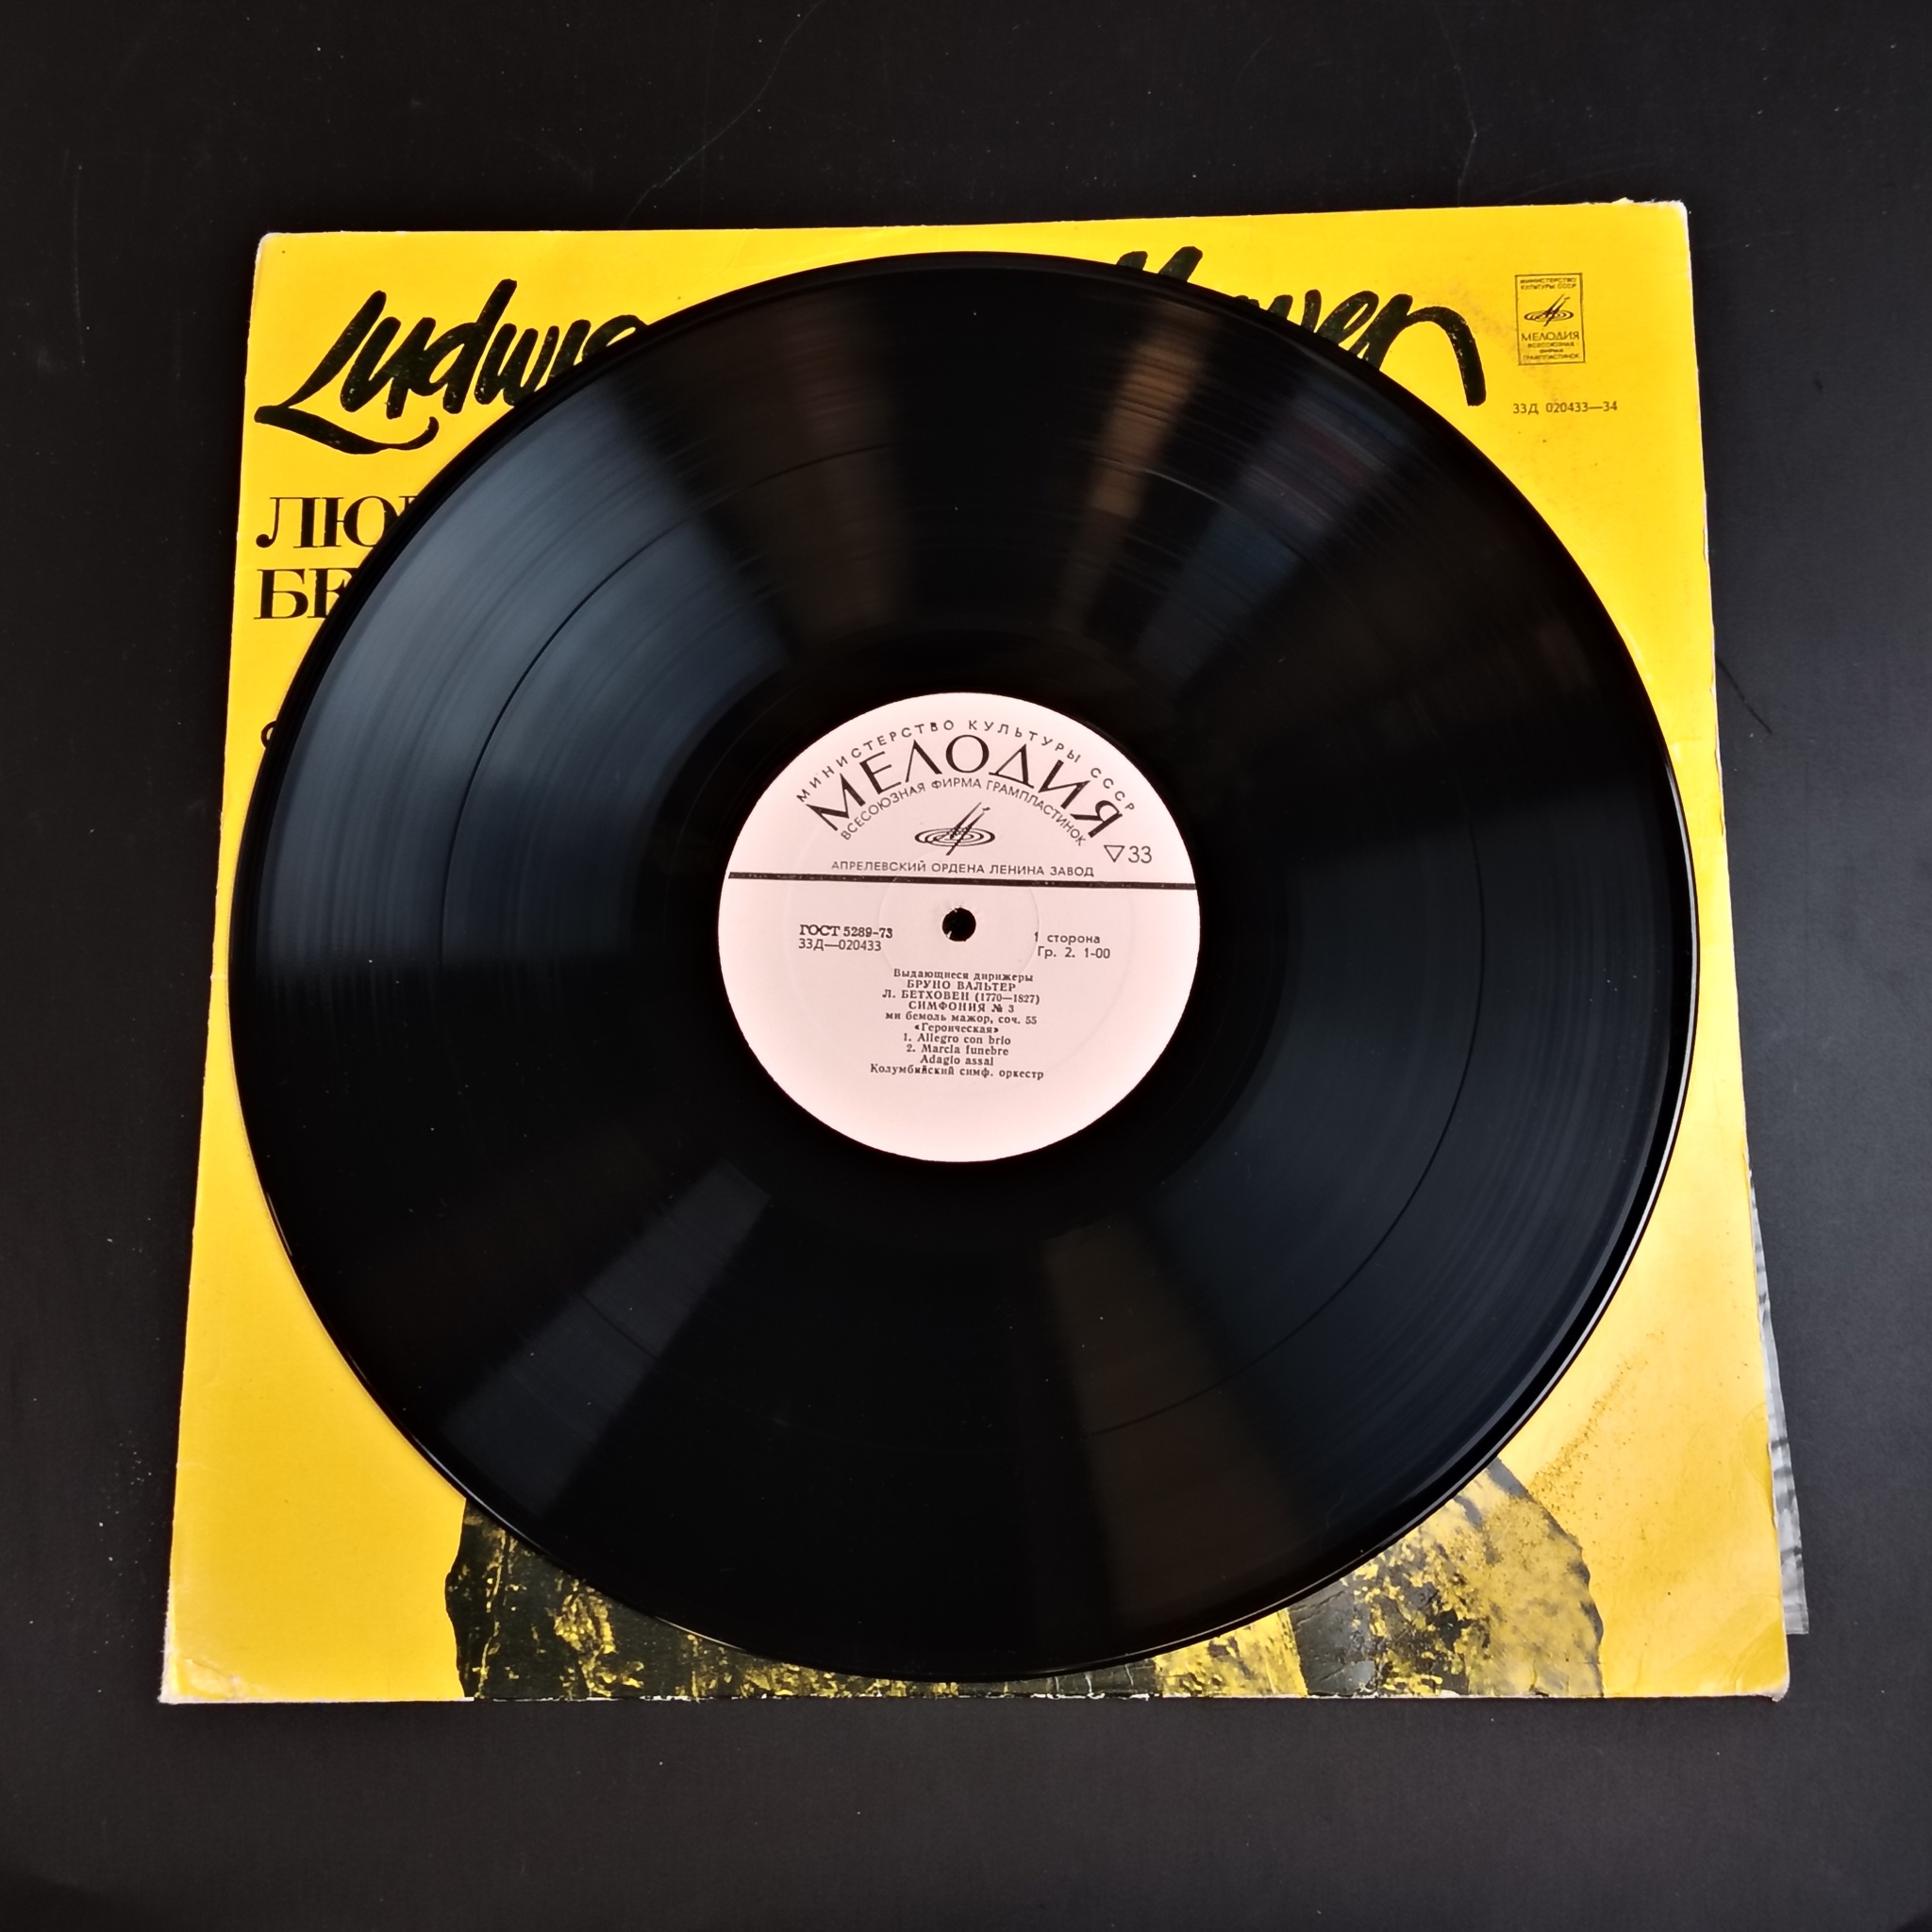 Ludwig
МИНИСТЕРСТВО
КУЛЬТУРЫ СССР
МЕЛОДИЯ
ВСЕСОЮЗНАЯ
ФИРМА
ГРАМПЛАСТИНОК
33Д 020433—34
МИНИСТЕРСТВО КУЛЬТУРЫ СССР
МЕЛОДИЯ
ВСЕСОЮЗНАЯ ФИРМА ГРАМПЛАСТИНОК
▽33
АПРЕЛЕВСКИЙ ОРДЕНА ЛЕНИНА ЗАВОД
ГОСТ 5289-73
33Д—020433
1 сторона
Гр. 2. 1-00
Выдающиеся дирижеры
БРУНО ВАЛЬТЕР
Л. БЕТХОВЕН (1770—1827)
СИМФОНИЯ № 3
ми бемоль мажор, соч. 55
«Героическая»
1. Allegro con brio
2. Marcia funebre
Adagio assai
Колумбийский симф. оркестр